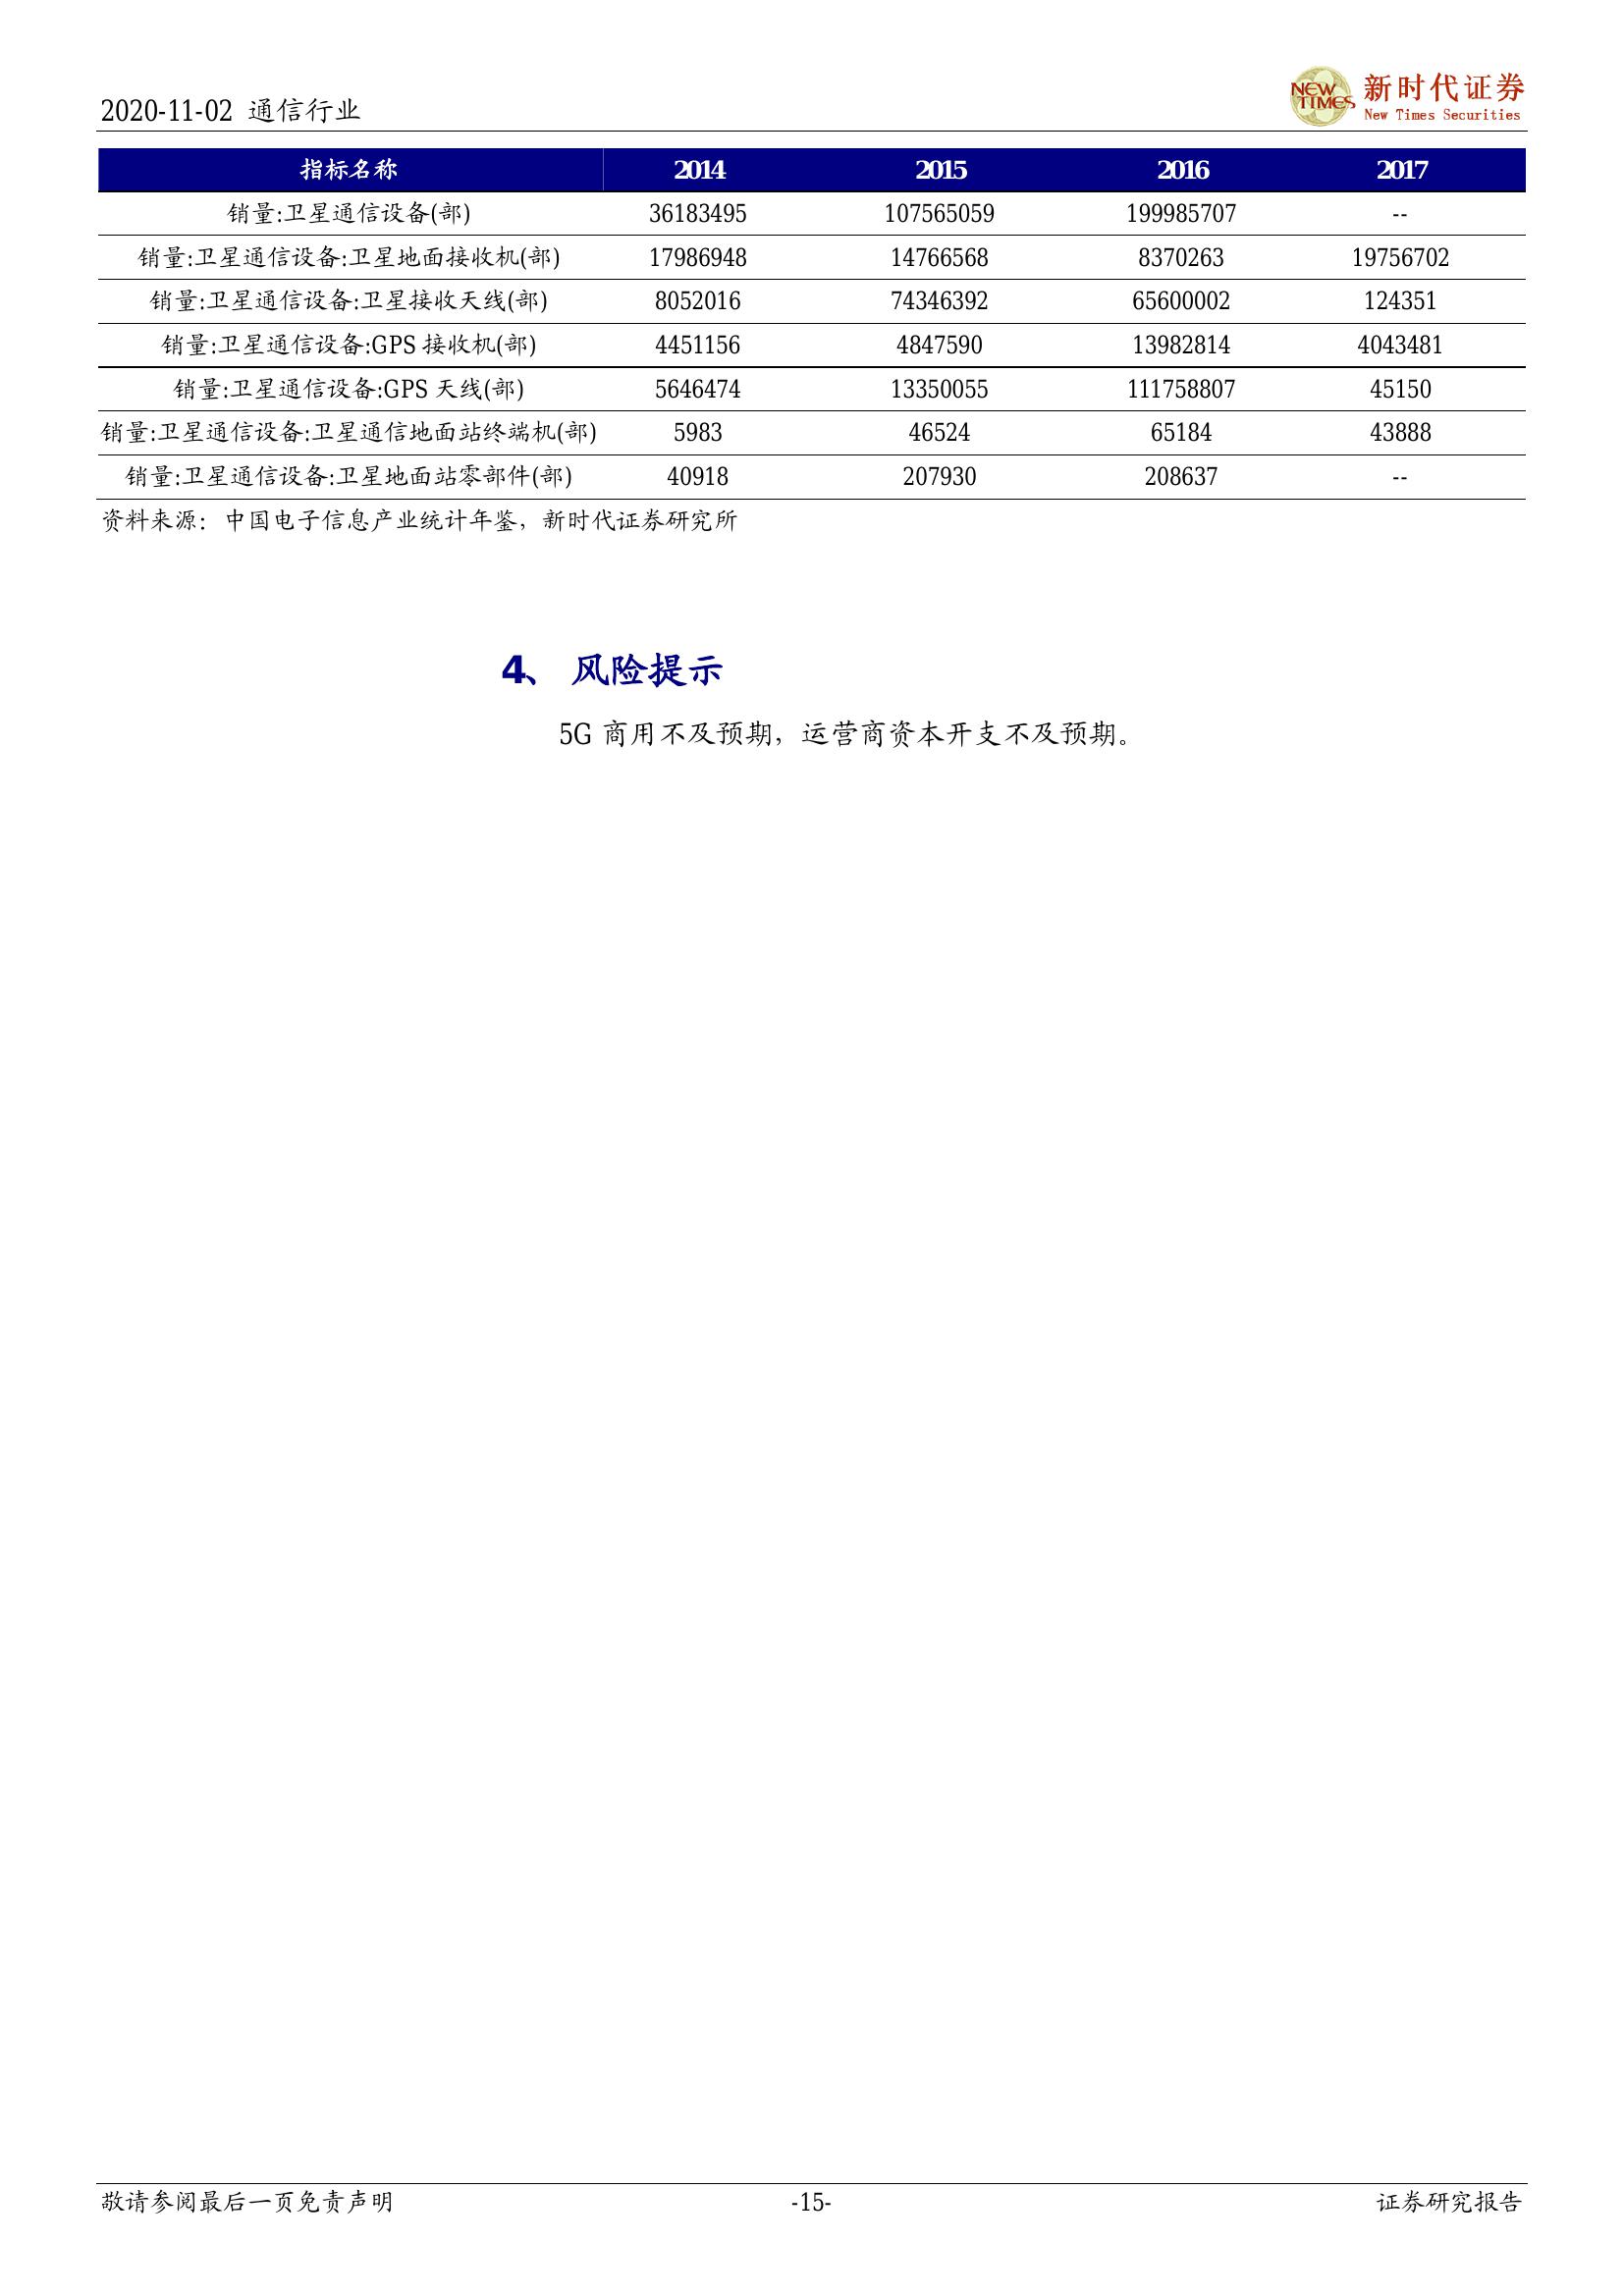 2020-11-02 通信行业
NEW TIMES 新时代证券
New Times Securities
指标名称 2014 2015 2016 2017
销量:卫星通信设备(部) 36183495 107565059 199985707 --
销量:卫星通信设备:卫星地面接收机(部) 17986948 14766568 8370263 19756702
销量:卫星通信设备:卫星接收天线(部) 8052016 74346392 65600002 124351
销量:卫星通信设备:GPS 接收机(部) 4451156 4847590 13982814 4043481
销量:卫星通信设备:GPS 天线(部) 5646474 13350055 111758807 45150
销量:卫星通信设备:卫星通信地面站终端机(部) 5983 46524 65184 43888
销量:卫星通信设备:卫星地面站零部件(部) 40918 207930 208637 --
资料来源：中国电子信息产业统计年鉴，新时代证券研究所
4、 风险提示
5G 商用不及预期，运营商资本开支不及预期。
敬请参阅最后一页免责声明 -15- 证券研究报告